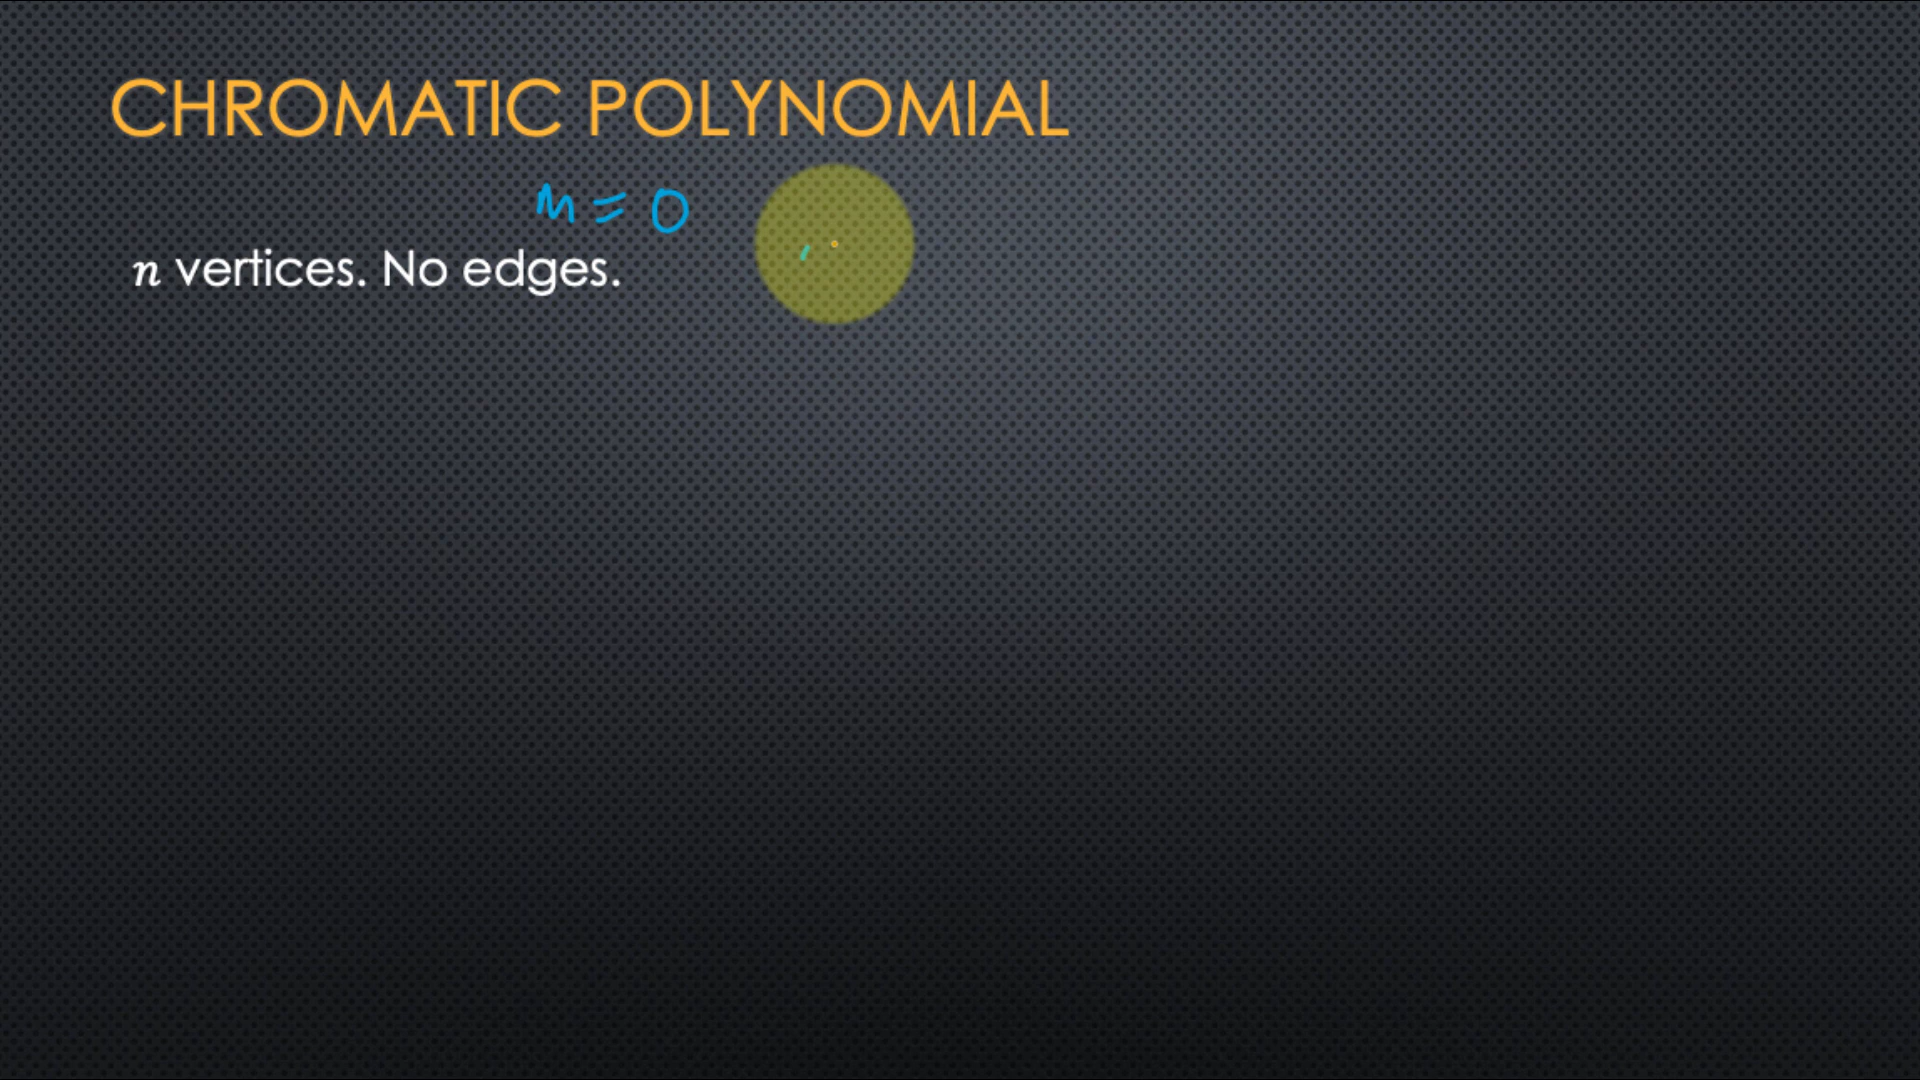 CHROMATIC POLYNOMIAL
m = 0
n vertices. No edges.